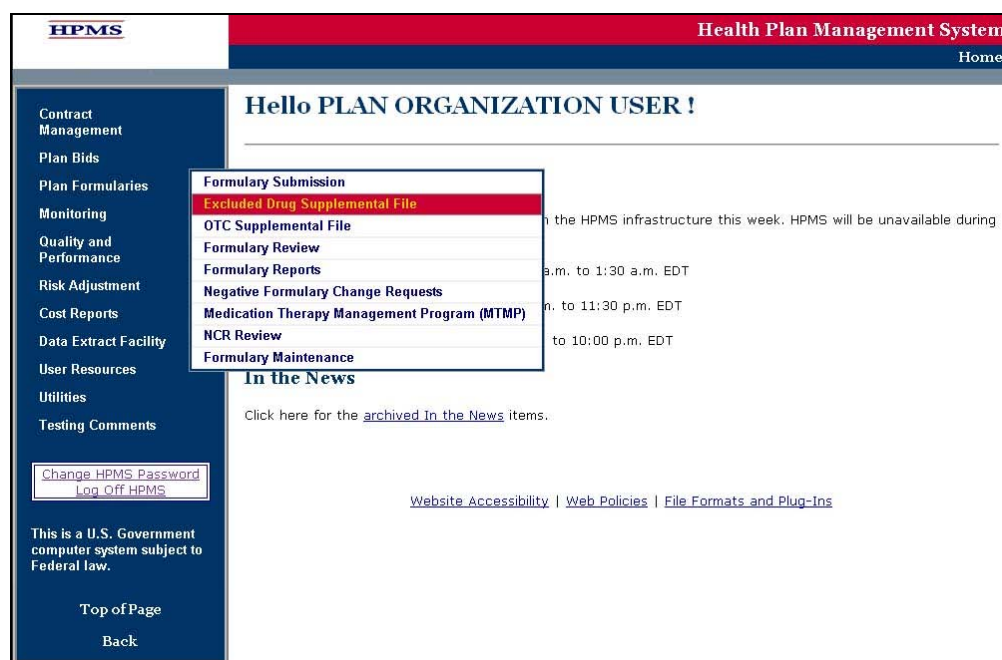 HPMS
Health Plan Management System
Home
Contract
Management
Plan Bids
Plan Formularies
Monitoring
Quality and
Performance
Risk Adjustment
Cost Reports
Data Extract Facility
User Resources
Utilities
Testing Comments
Change HPMS Password
Log Off HPMS
This is a U.S. Government
computer system subject to
Federal law.
Top of Page
Back
Hello PLAN ORGANIZATION USER !
Formulary Submission
Excluded Drug Supplemental File
OTC Supplemental File
Formulary Review
Formulary Reports
Negative Formulary Change Requests
Medication Therapy Management Program (MTMP)
NCR Review
Formulary Maintenance
the HPMS infrastructure this week. HPMS will be unavailable during
a.m. to 1:30 a.m. EDT
to 11:30 p.m. EDT
to 10:00 p.m. EDT
In the News
Click here for the archived In the News items.
Website Accessibility | Web Policies | File Formats and Plug-Ins